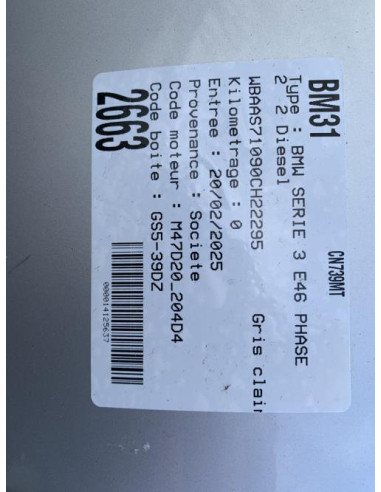 BM31
CN739MT
Type : BMW SERIE 3 E46 PHASE
2 2 Diesel
WBAAS71090CH22295 Gris clair
Kilometrage : 0
Entree : 20/02/2025
Provenance : Societe
Code moteur : M47D20_204D4
Code boite : GS5-39DZ
2663
000014125637